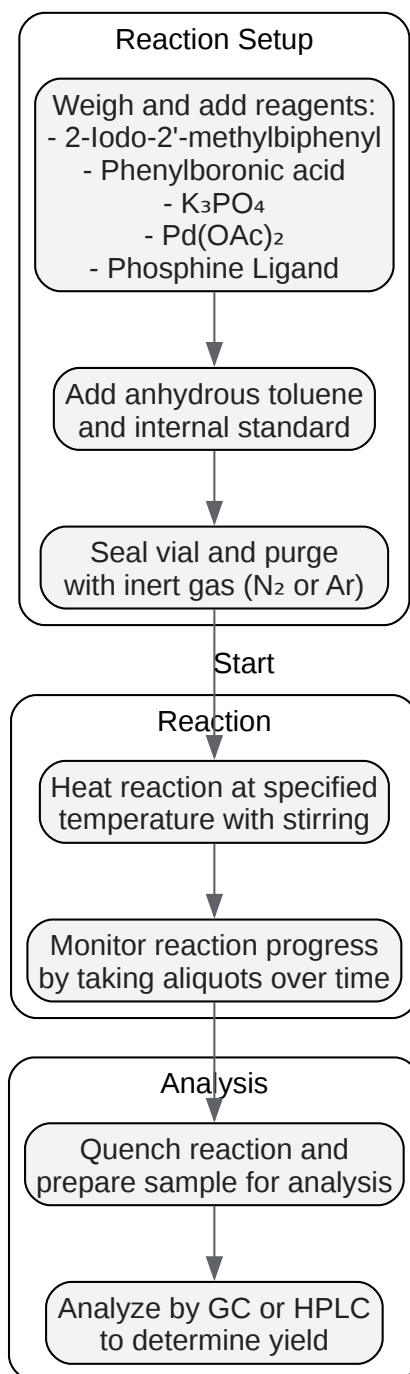 Reaction Setup
Weigh and add reagents:
- 2-Iodo-2'-methylbiphenyl
- Phenylboronic acid
- K₃PO₄
- Pd(OAc)₂
- Phosphine Ligand
Add anhydrous toluene
and internal standard
Seal vial and purge
with inert gas (N₂ or Ar)
Start
Reaction
Heat reaction at specified
temperature with stirring
Monitor reaction progress
by taking aliquots over time
Analysis
Quench reaction and
prepare sample for analysis
Analyze by GC or HPLC
to determine yield